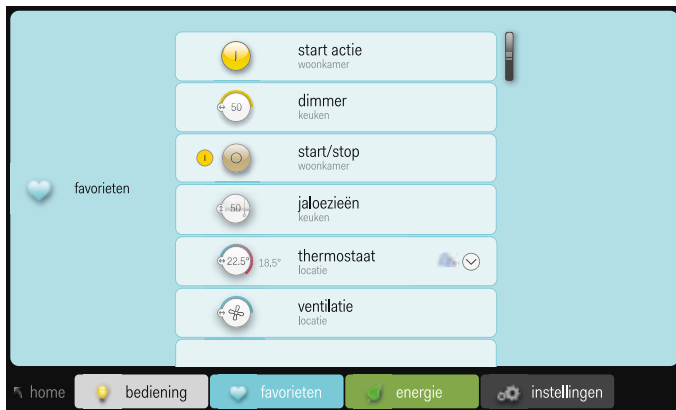 start actie
woonkamer
50
dimmer
keuken
start/stop
woonkamer
favorieten
50
jaloezieën
keuken
22.5°
18.5°
thermostaat
locatie
ventilatie
locatie
home
bediening
favorieten
energie
instellingen